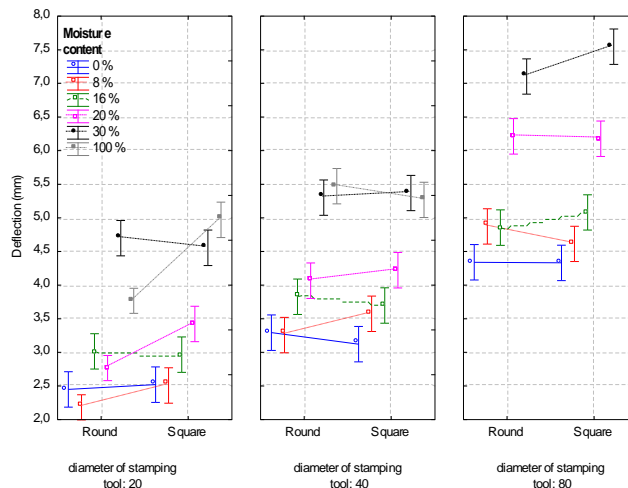 8,0
7,5
7,0
6,5
6,0
5,5
5,0
4,5
4,0
3,5
3,0
2,5
2,0
Deflection (mm)
Moisture
content
0 %
8 %
16 %
20 %
30 %
100 %
Round Square
Round Square
Round Square
diameter of stamping
tool: 20
diameter of stamping
tool: 40
diameter of stamping
tool: 80